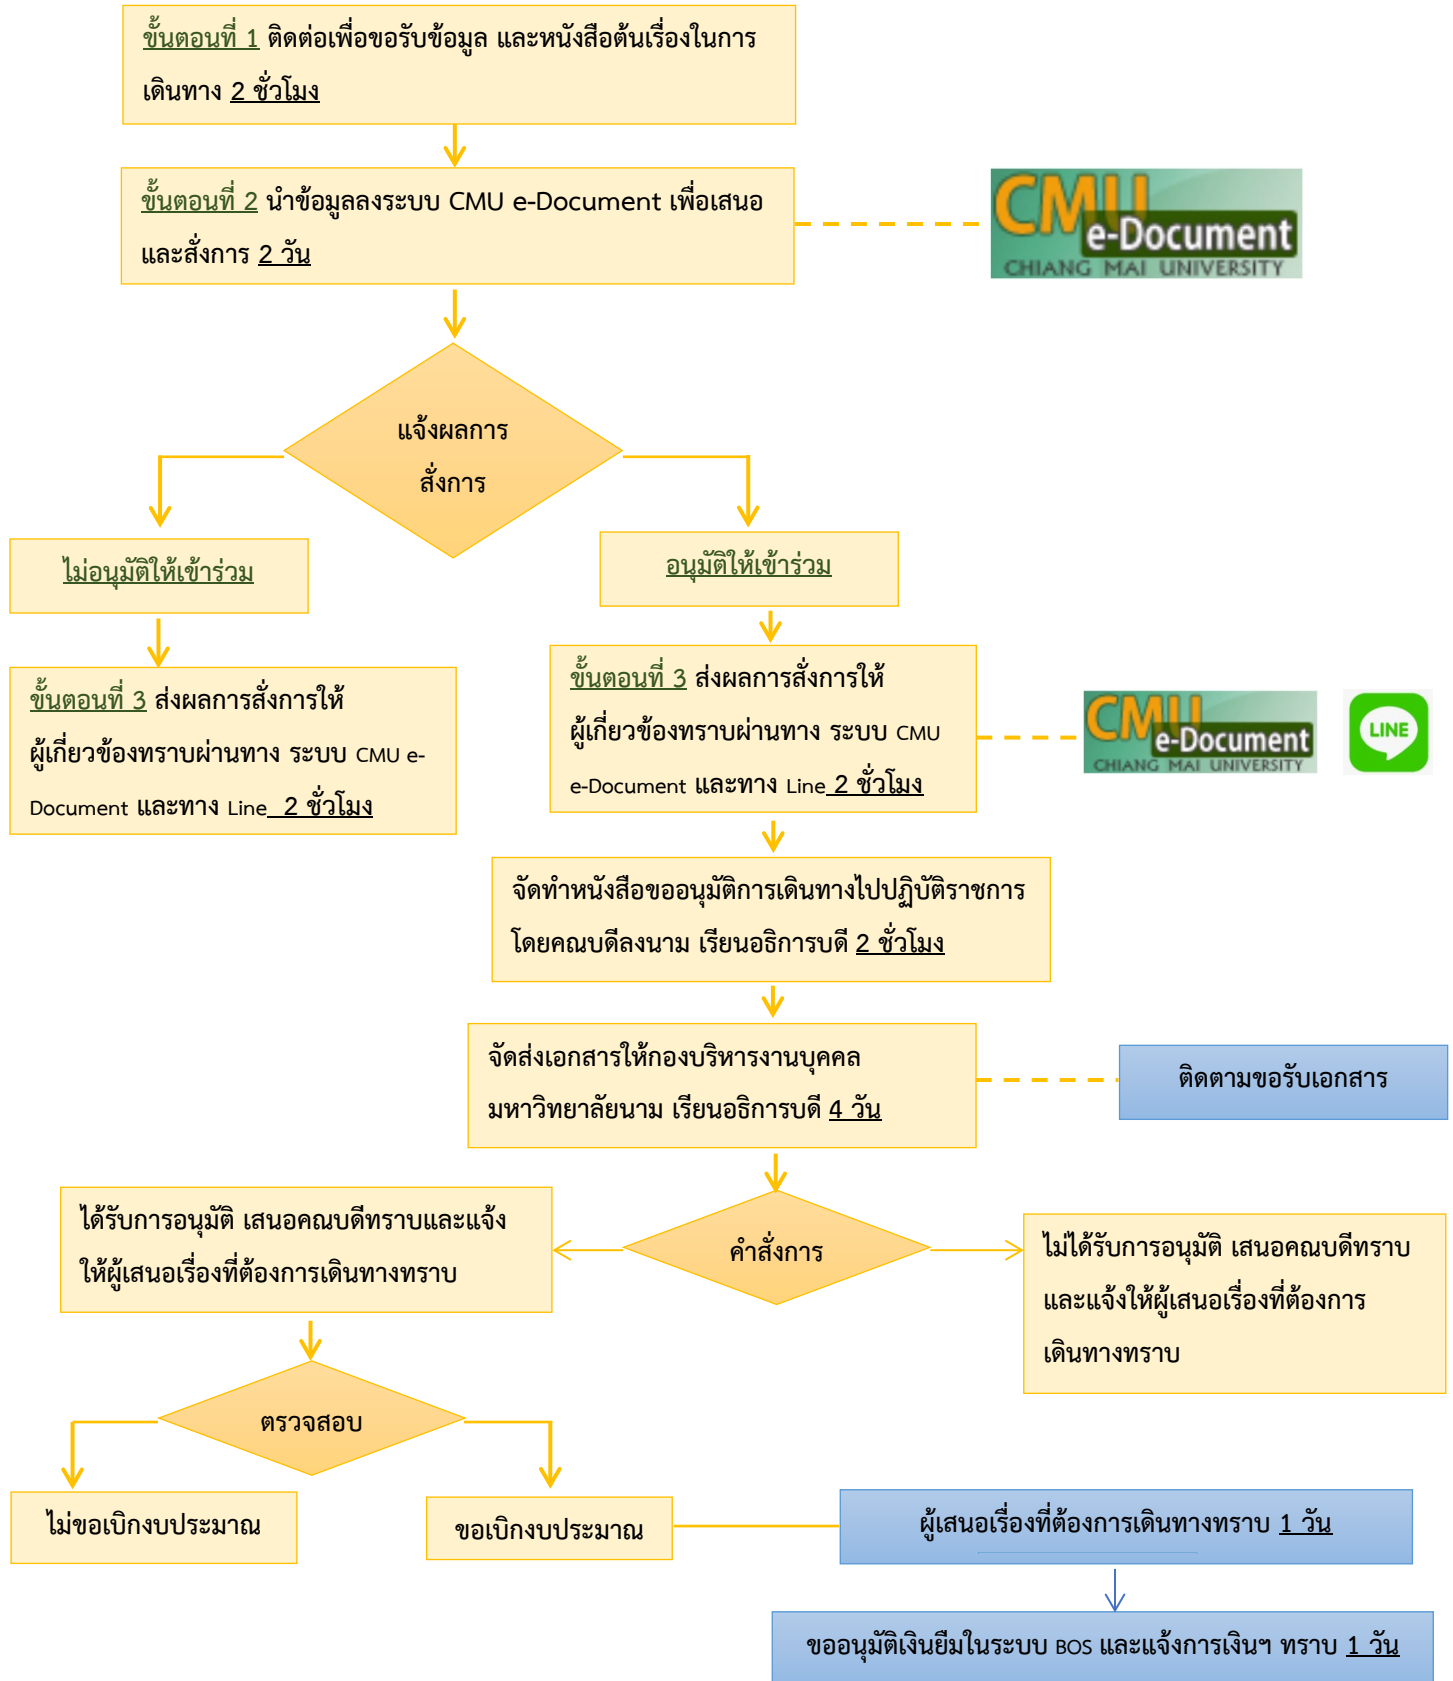 ขั้นตอนที่ 1 ติดต่อเพื่อขอรับข้อมูล และหนังสือต้นเรื่องในการ
เดินทาง 2 ชั่วโมง
ขั้นตอนที่ 2 นำข้อมูลลงระบบ CMU e-Document เพื่อเสนอ
และสั่งการ 2 วัน
CMU
e-Document
CHIANG MAI UNIVERSITY
แจ้งผลการ
สั่งการ
ไม่อนุมัติให้เข้าร่วม
อนุมัติให้เข้าร่วม
ขั้นตอนที่ 3 ส่งผลการสั่งการให้
ผู้เกี่ยวข้องทราบผ่านทาง ระบบ CMU e-
Document และทาง Line 2 ชั่วโมง
ขั้นตอนที่ 3 ส่งผลการสั่งการให้
ผู้เกี่ยวข้องทราบผ่านทาง ระบบ CMU
e-Document และทาง Line 2 ชั่วโมง
CMU
e-Document
CHIANG MAI UNIVERSITY
LINE
จัดทำหนังสือขออนุมัติการเดินทางไปปฏิบัติราชการ
โดยคณบดีลงนาม เรียนอธิการบดี 2 ชั่วโมง
จัดส่งเอกสารให้กองบริหารงานบุคคล
มหาวิทยาลัยนาม เรียนอธิการบดี 4 วัน
ติดตามขอรับเอกสาร
ได้รับการอนุมัติ เสนอคณบดีทราบและแจ้ง
ให้ผู้เสนอเรื่องที่ต้องการเดินทางทราบ
คำสั่งการ
ไม่ได้รับการอนุมัติ เสนอคณบดีทราบ
และแจ้งให้ผู้เสนอเรื่องที่ต้องการ
เดินทางทราบ
ตรวจสอบ
ไม่ขอเบิกงบประมาณ
ขอเบิกงบประมาณ
ผู้เสนอเรื่องที่ต้องการเดินทางทราบ 1 วัน
ขออนุมัติเงินยืมในระบบ BOS และแจ้งการเงินฯ ทราบ 1 วัน